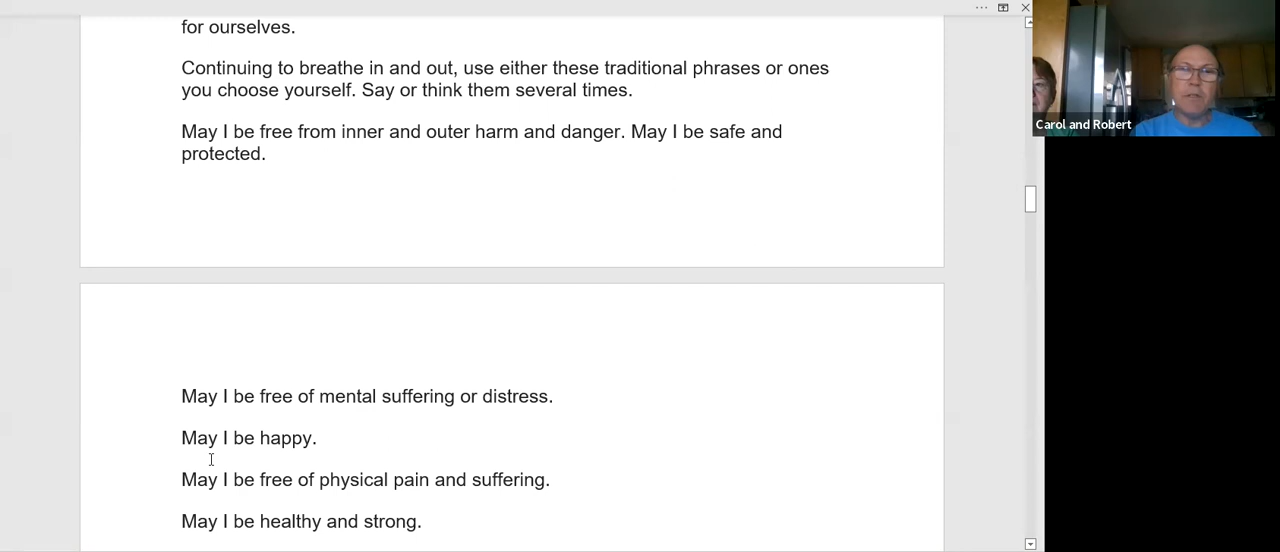 for ourselves.
Continuing to breathe in and out, use either these traditional phrases or ones
you choose yourself. Say or think them several times.
May I be free from inner and outer harm and danger. May I be safe and
protected.
Carol and Robert
May I be free of mental suffering or distress.
May I be happy.
May I be free of physical pain and suffering.
May I be healthy and strong.